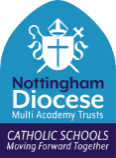 Nottingham
Diocese
Multi Academy Trusts
CATHOLIC SCHOOLS
Moving Forward Together